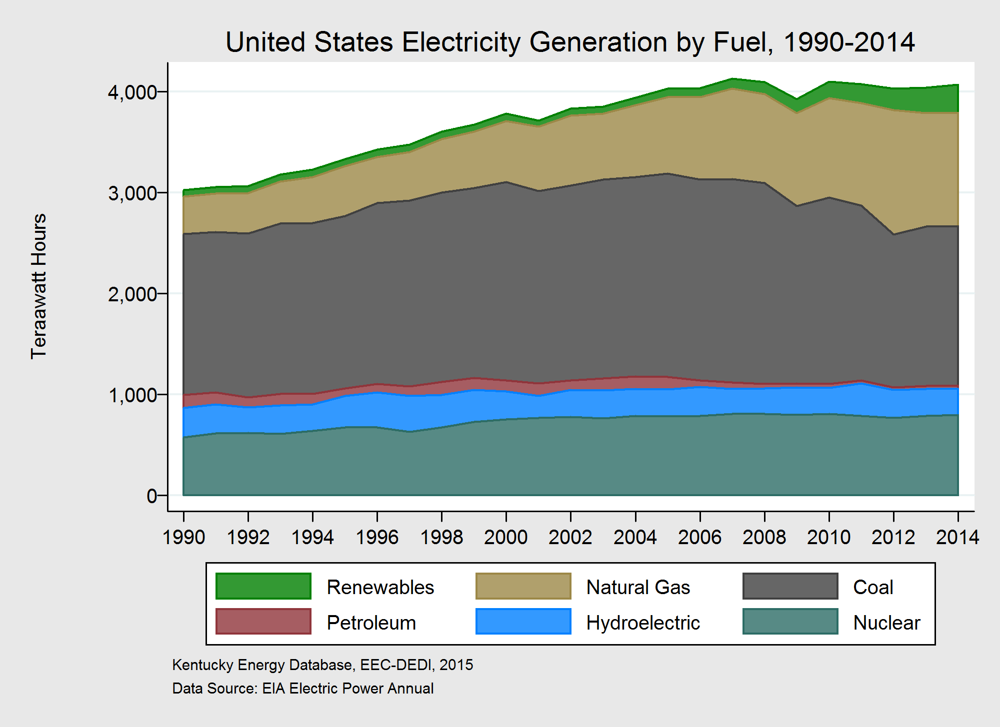 United States Electricity Generation by Fuel, 1990-2014
Teraawatt Hours
4,000
3,000
2,000
1,000
0
1990 1992 1994 1996 1998 2000 2002 2004 2006 2008 2010 2012 2014
Renewables Natural Gas Coal
Petroleum Hydroelectric Nuclear
Kentucky Energy Database, EEC-DEDI, 2015
Data Source: EIA Electric Power Annual